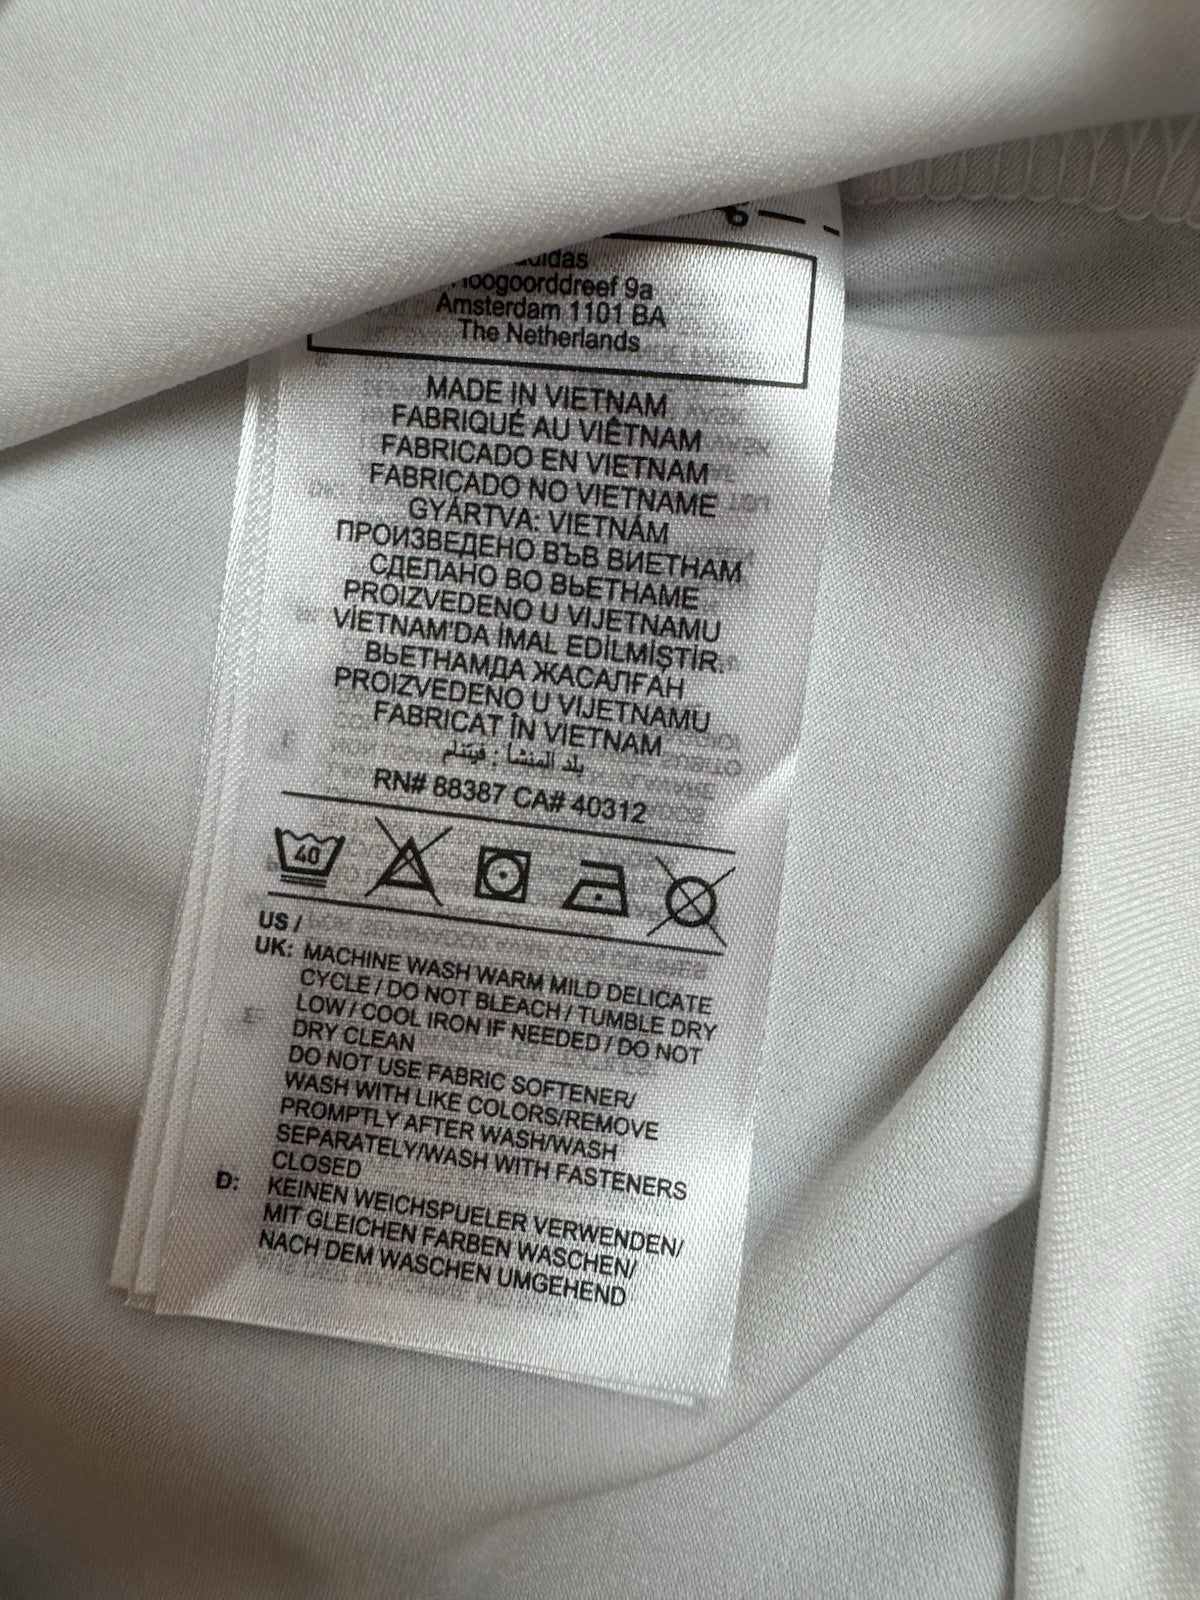 adidas
Hoogoorddreef 9a
Amsterdam 1101 BA
The Netherlands
MADE IN VIETNAM
FABRIQUÉ AU VIÊTNAM
FABRICADO EN VIETNAM
FABRICADO NO VIETNAME
GYÁRTVA: VIETNÁM
ПРОИЗВЕДЕНО ВЪВ ВИЕТНАМ
СДЕЛАНО ВО ВЬЕТНАМЕ
PROIZVEDENO U VIJETNAMU
VİETNAM'DA İMAL EDİLMİŞTİR.
ВЬЕТНАМДА ЖАСАЛҒАН
PROIZVEDENO U VIJETNAMU
FABRICAT ÎN VIETNAM
بلد المنشأ : فيتنام
RN# 88387 CA# 40312
40
US /
UK: MACHINE WASH WARM MILD DELICATE
CYCLE / DO NOT BLEACH / TUMBLE DRY
LOW / COOL IRON IF NEEDED / DO NOT
DRY CLEAN
DO NOT USE FABRIC SOFTENER/
WASH WITH LIKE COLORS/REMOVE
PROMPTLY AFTER WASH/WASH
SEPARATELY/WASH WITH FASTENERS
CLOSED
D: KEINEN WEICHSPUELER VERWENDEN/
MIT GLEICHEN FARBEN WASCHEN/
NACH DEM WASCHEN UMGEHEND